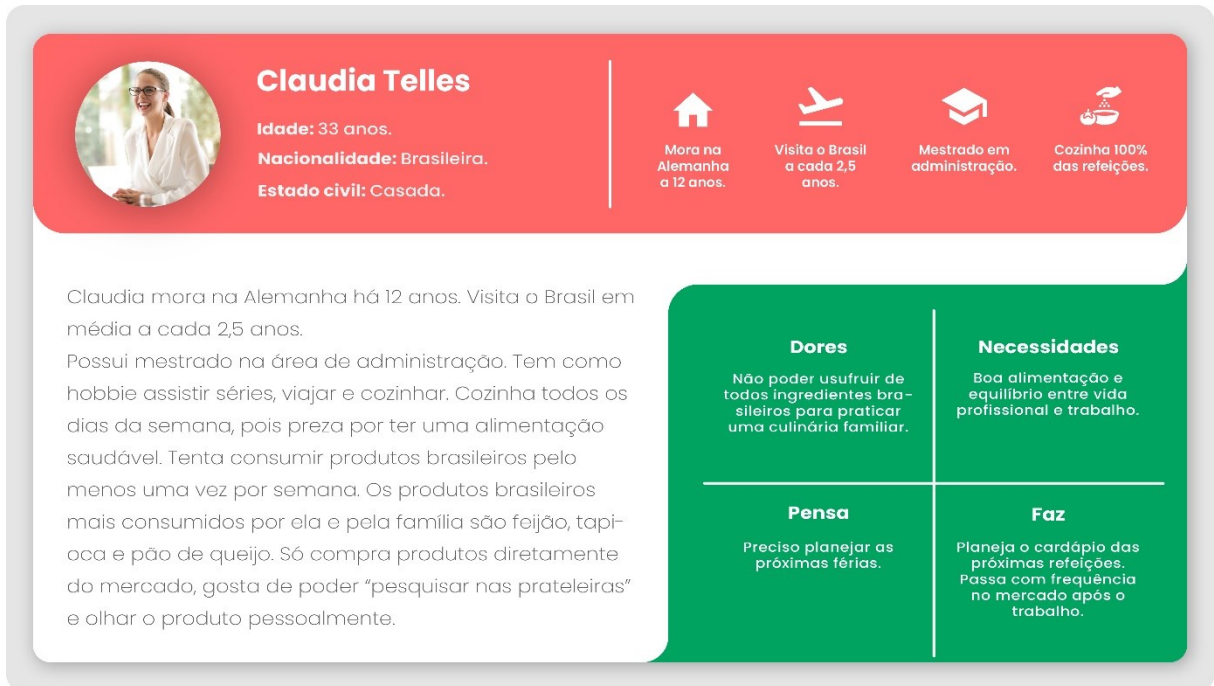 Claudia Telles
Idade: 33 anos.
Nacionalidade: Brasileira.
Estado civil: Casada.
Mora na
Alemanha
a 12 anos.
Visita o Brasil
a cada 2,5
anos.
Mestrado em
administração.
Cozinha 100%
das refeições.
Claudia mora na Alemanha há 12 anos. Visita o Brasil em
média a cada 2,5 anos.
Possui mestrado na área de administração. Tem como
hobbie assistir séries, viajar e cozinhar. Cozinha todos os
dias da semana, pois preza por ter uma alimentação
saudável. Tenta consumir produtos brasileiros pelo
menos uma vez por semana. Os produtos brasileiros
mais consumidos por ela e pela família são feijão, tapi-
oca e pão de queijo. Só compra produtos diretamente
do mercado, gosta de poder “pesquisar nas prateleiras”
e olhar o produto pessoalmente.
Dores
Não poder usufruir de
todos ingredientes bra-
sileiros para praticar
uma culinária familiar.
Necessidades
Boa alimentação e
equilíbrio entre vida
profissional e trabalho.
Pensa
Preciso planejar as
próximas férias.
Faz
Planeja o cardápio das
próximas refeições.
Passa com frequência
no mercado após o
trabalho.